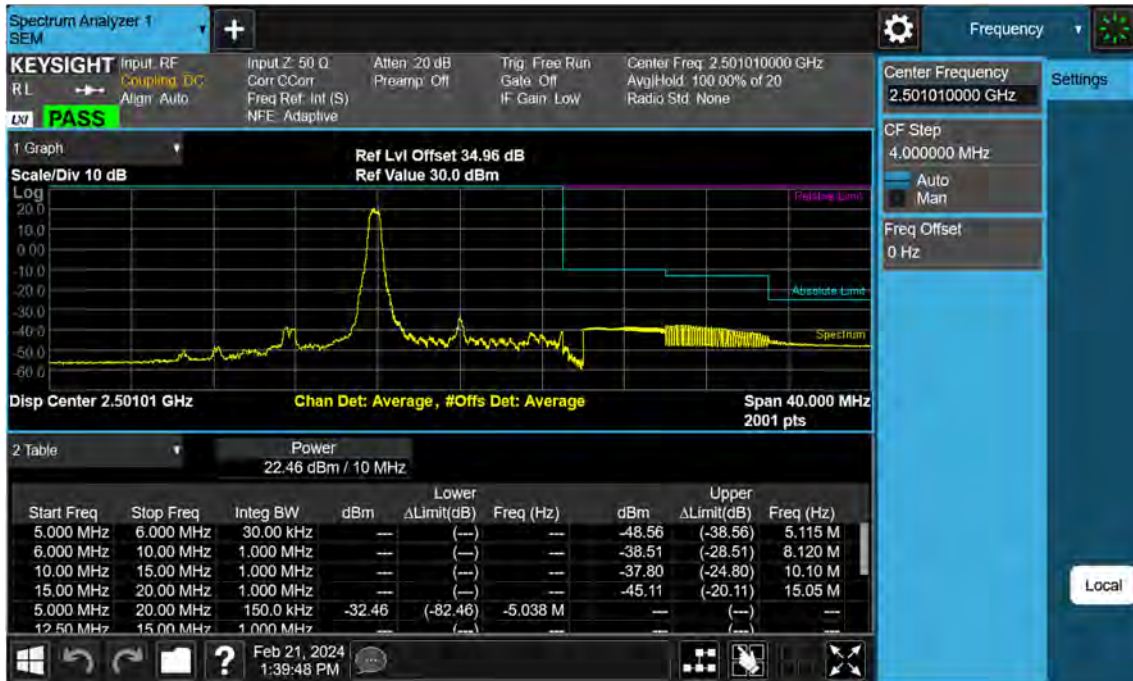 Spectrum Analyzer 1
SEM
+
Frequency
KEYSIGHT Input: RF Input Z: 50 Ω Atten: 20 dB Trig: Free Run Center Freq: 2.501010000 GHz
RL Coupling: DC Corr CCorr Preamp: Off Gate: Off Avg|Hold: 100.00% of 20
Align: Auto Freq Ref: Int (S) IF Gain: Low Radio Std: None
LXI PASS NFE: Adaptive
Center Frequency
2.501010000 GHz
Settings
CF Step
4.000000 MHz
Auto
Man
Freq Offset
0 Hz
1 Graph
Ref Lvl Offset 34.96 dB
Scale/Div 10 dB Ref Value 30.0 dBm
Log
Relative Limit
20.0
10.0
0.00
-10.0
-20.0
Absolute Limit
-30.0
-40.0
Spectrum
-50.0
-60.0
Disp Center 2.50101 GHz Chan Det: Average, #Offs Det: Average Span 40.000 MHz
2001 pts
2 Table Power
22.46 dBm / 10 MHz
Lower Upper
Start Freq Stop Freq Integ BW dBm ΔLimit(dB) Freq (Hz) dBm ΔLimit(dB) Freq (Hz)
5.000 MHz 6.000 MHz 30.00 kHz --- (---) --- -48.56 (-38.56) 5.115 M
6.000 MHz 10.00 MHz 1.000 MHz --- (---) --- -38.51 (-28.51) 8.120 M
10.00 MHz 15.00 MHz 1.000 MHz --- (---) --- -37.80 (-24.80) 10.10 M
15.00 MHz 20.00 MHz 1.000 MHz --- (---) --- -45.11 (-20.11) 15.05 M
5.000 MHz 20.00 MHz 150.0 kHz -32.46 (-82.46) -5.038 M --- (---) ---
12.50 MHz 15.00 MHz 1.000 MHz --- (---) --- --- (---) ---
Local
? Feb 21, 2024
1:39:48 PM